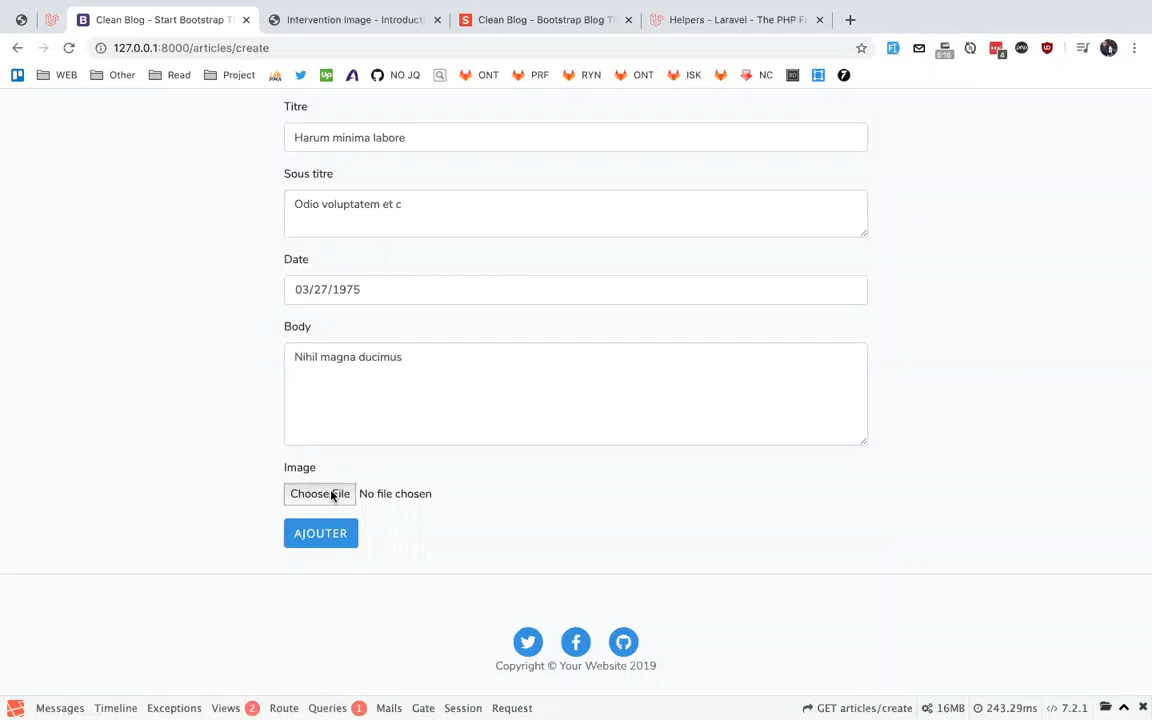 Clean Blog - Start Bootstrap T
Intervention Image - Introduct
Clean Blog - Bootstrap Blog T
Helpers - Laravel - The PHP F
127.0.0.1:8000/articles/create
WEB
Other
Read
Project
NO JQ
ONT
PRF
RYN
ONT
ISK
NC
Titre
Harum minima labore
Sous titre
Odio voluptatem et c
Date
03/27/1975
Body
Nihil magna ducimus
Image
Choose File No file chosen
AJOUTER
Copyright © Your Website 2019
Messages Timeline Exceptions Views 2 Route Queries 1 Mails Gate Session Request GET articles/create 16MB 243.29ms 7.2.1